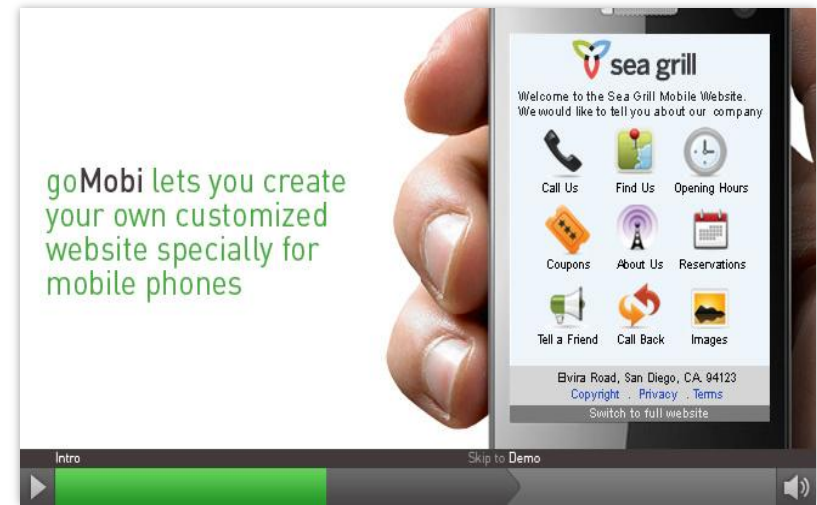 goMobi lets you create
your own customized
website specially for
mobile phones
sea grill
Welcome to the Sea Grill Mobile Website.
We would like to tell you about our company
Call Us
Find Us
Opening Hours
Coupons
About Us
Reservations
Tell a Friend
Call Back
Images
Elvira Road, San Diego, CA. 94123
Copyright . Privacy . Terms
Switch to full website
Intro
Skip to Demo